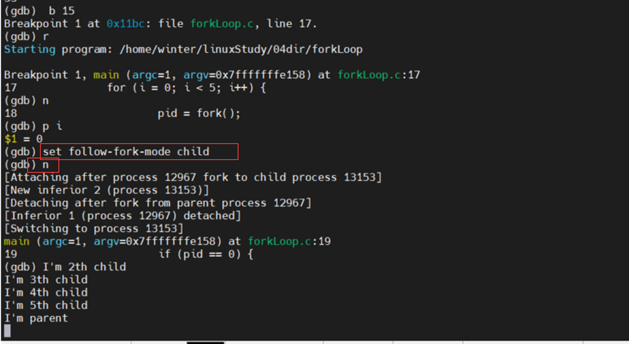 (gdb)  b 15
Breakpoint 1 at 0x11bc: file forkLoop.c, line 17.
(gdb) r
Starting program: /home/winter/linuxStudy/04dir/forkLoop
Breakpoint 1, main (argc=1, argv=0x7fffffffe158) at forkLoop.c:17
17              for (i = 0; i < 5; i++) {
(gdb) n
18                      pid = fork();
(gdb) p i
$1 = 0
(gdb) set follow-fork-mode child
(gdb) n
[Attaching after process 12967 fork to child process 13153]
[New inferior 2 (process 13153)]
[Detaching after fork from parent process 12967]
[Inferior 1 (process 12967) detached]
[Switching to process 13153]
main (argc=1, argv=0x7fffffffe158) at forkLoop.c:19
19                      if (pid == 0) {
(gdb) I'm 2th child
I'm 3th child
I'm 4th child
I'm 5th child
I'm parent